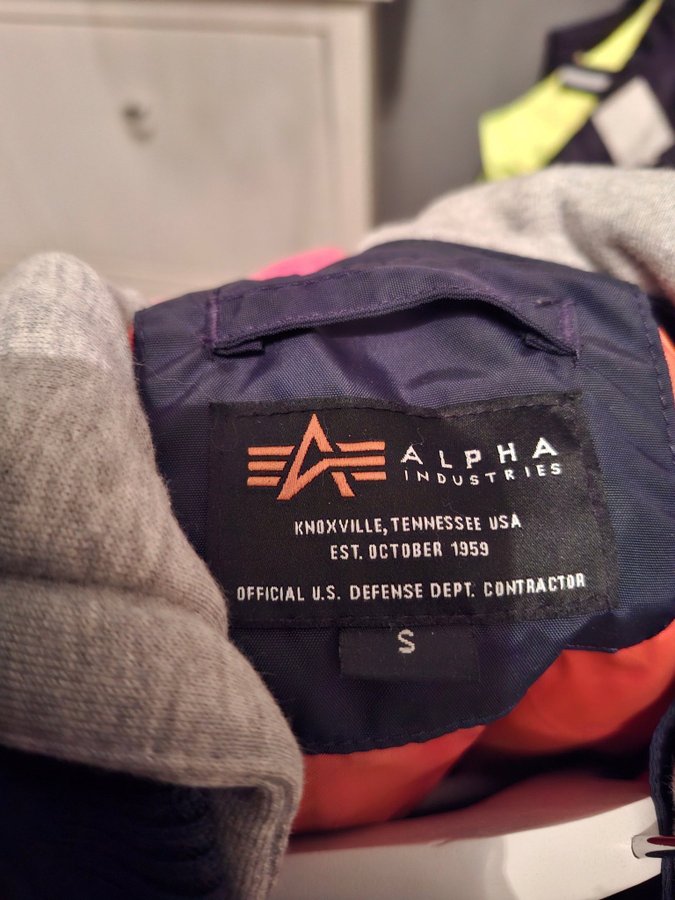 ALPHA
INDUSTRIES
KNOXVILLE, TENNESSEE USA
EST. OCTOBER 1959
OFFICIAL U.S. DEFENSE DEPT. CONTRACTOR
S